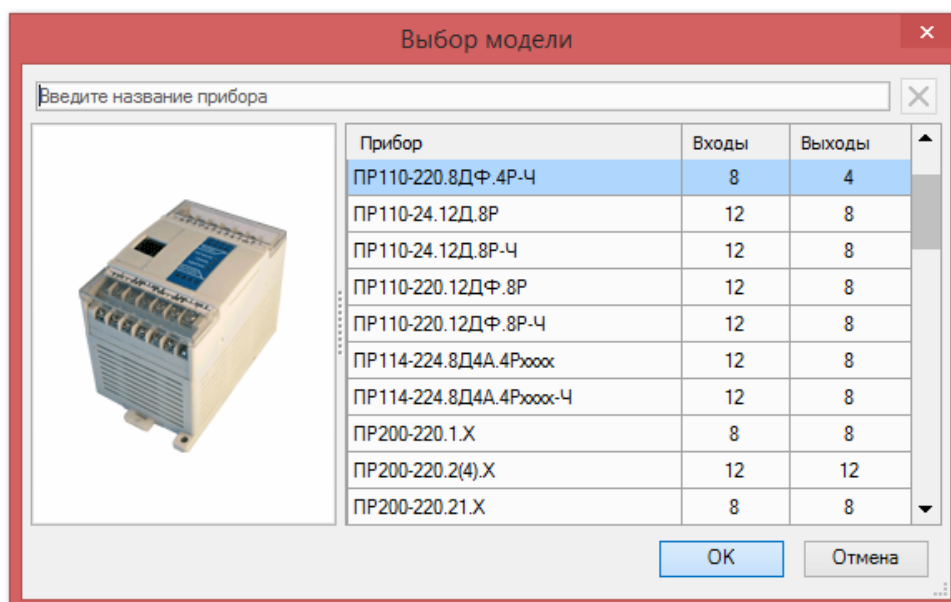 Выбор модели
Введите название прибора
Прибор Входы Выходы
ПР110-220.8ДФ.4Р-Ч 8 4
ПР110-24.12Д.8Р 12 8
ПР110-24.12Д.8Р-Ч 12 8
ПР110-220.12ДФ.8Р 12 8
ПР110-220.12ДФ.8Р-Ч 12 8
ПР114-224.8Д4А.4Рхххх 12 8
ПР114-224.8Д4А.4Рхххх-Ч 12 8
ПР200-220.1.Х 8 8
ПР200-220.2(4).Х 12 12
ПР200-220.21.Х 8 8
OK Отмена